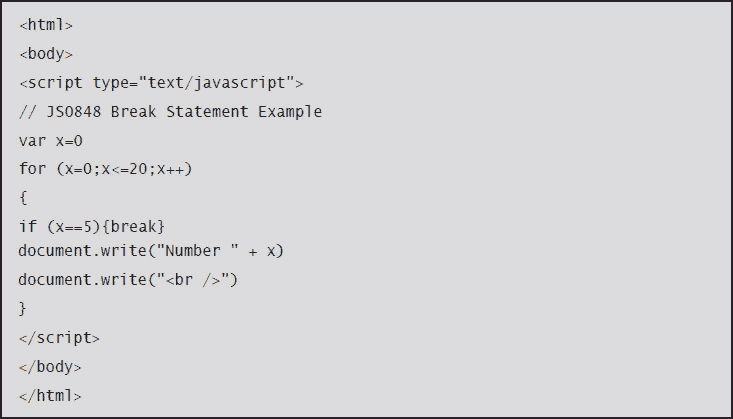 <html>
<body>
<script type="text/javascript">
// JS0848 Break Statement Example
var x=0
for (x=0;x<=20;x++)
{
if (x==5){break}
document.write("Number " + x)
document.write("<br />")
}
</script>
</body>
</html>